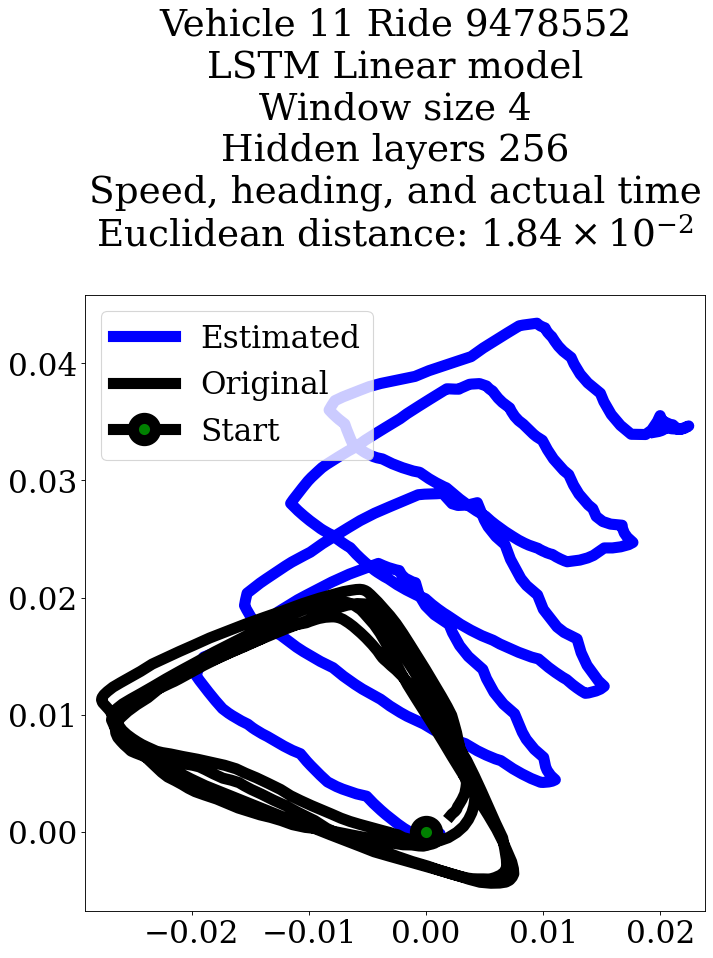 Vehicle 11 Ride 9478552
LSTM Linear model
Window size 4
Hidden layers 256
Speed, heading, and actual time
Euclidean distance: 1.84 × 10⁻²
Estimated
Original
Start
0.04
0.03
0.02
0.01
0.00
−0.02 −0.01 0.00 0.01 0.02